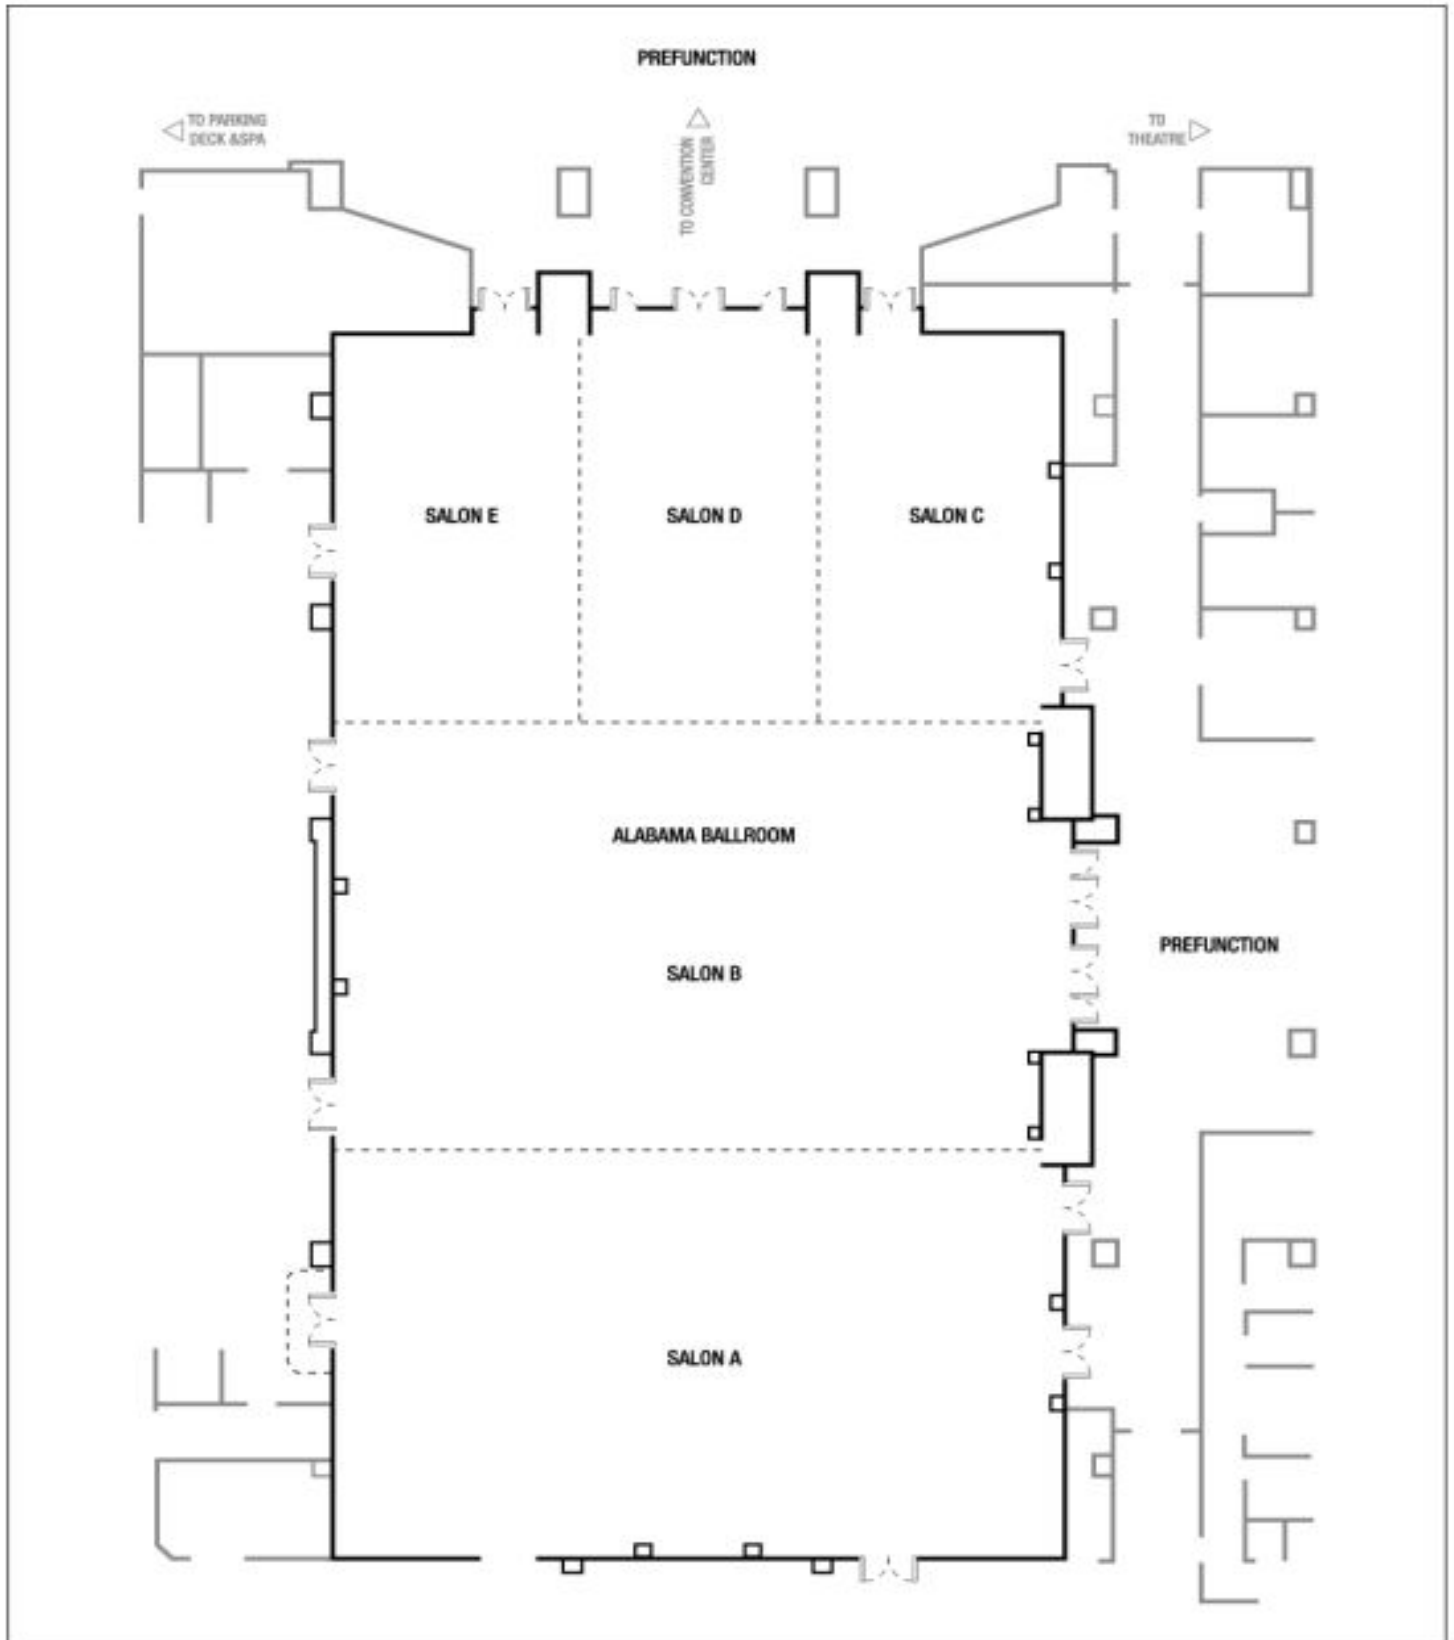 PREFUNCTION
TO PARKING
DECK &SPA
TO CONVENTION
CENTER
TO
THEATRE
SALON E
SALON D
SALON C
ALABAMA BALLROOM
PREFUNCTION
SALON B
SALON A